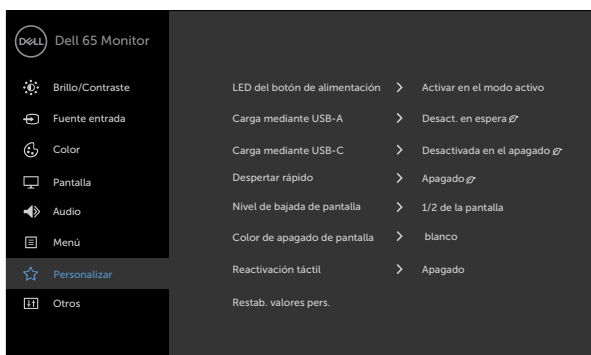 DELL Dell 65 Monitor
Brillo/Contraste
Fuente entrada
Color
Pantalla
Audio
Menú
Personalizar
Otros
LED del botón de alimentación > Activar en el modo activo
Carga mediante USB-A > Desact. en espera
Carga mediante USB-C > Desactivada en el apagado
Despertar rápido > Apagado
Nivel de bajada de pantalla > 1/2 de la pantalla
Color de apagado de pantalla > blanco
Reactivación táctil > Apagado
Restab. valores pers.